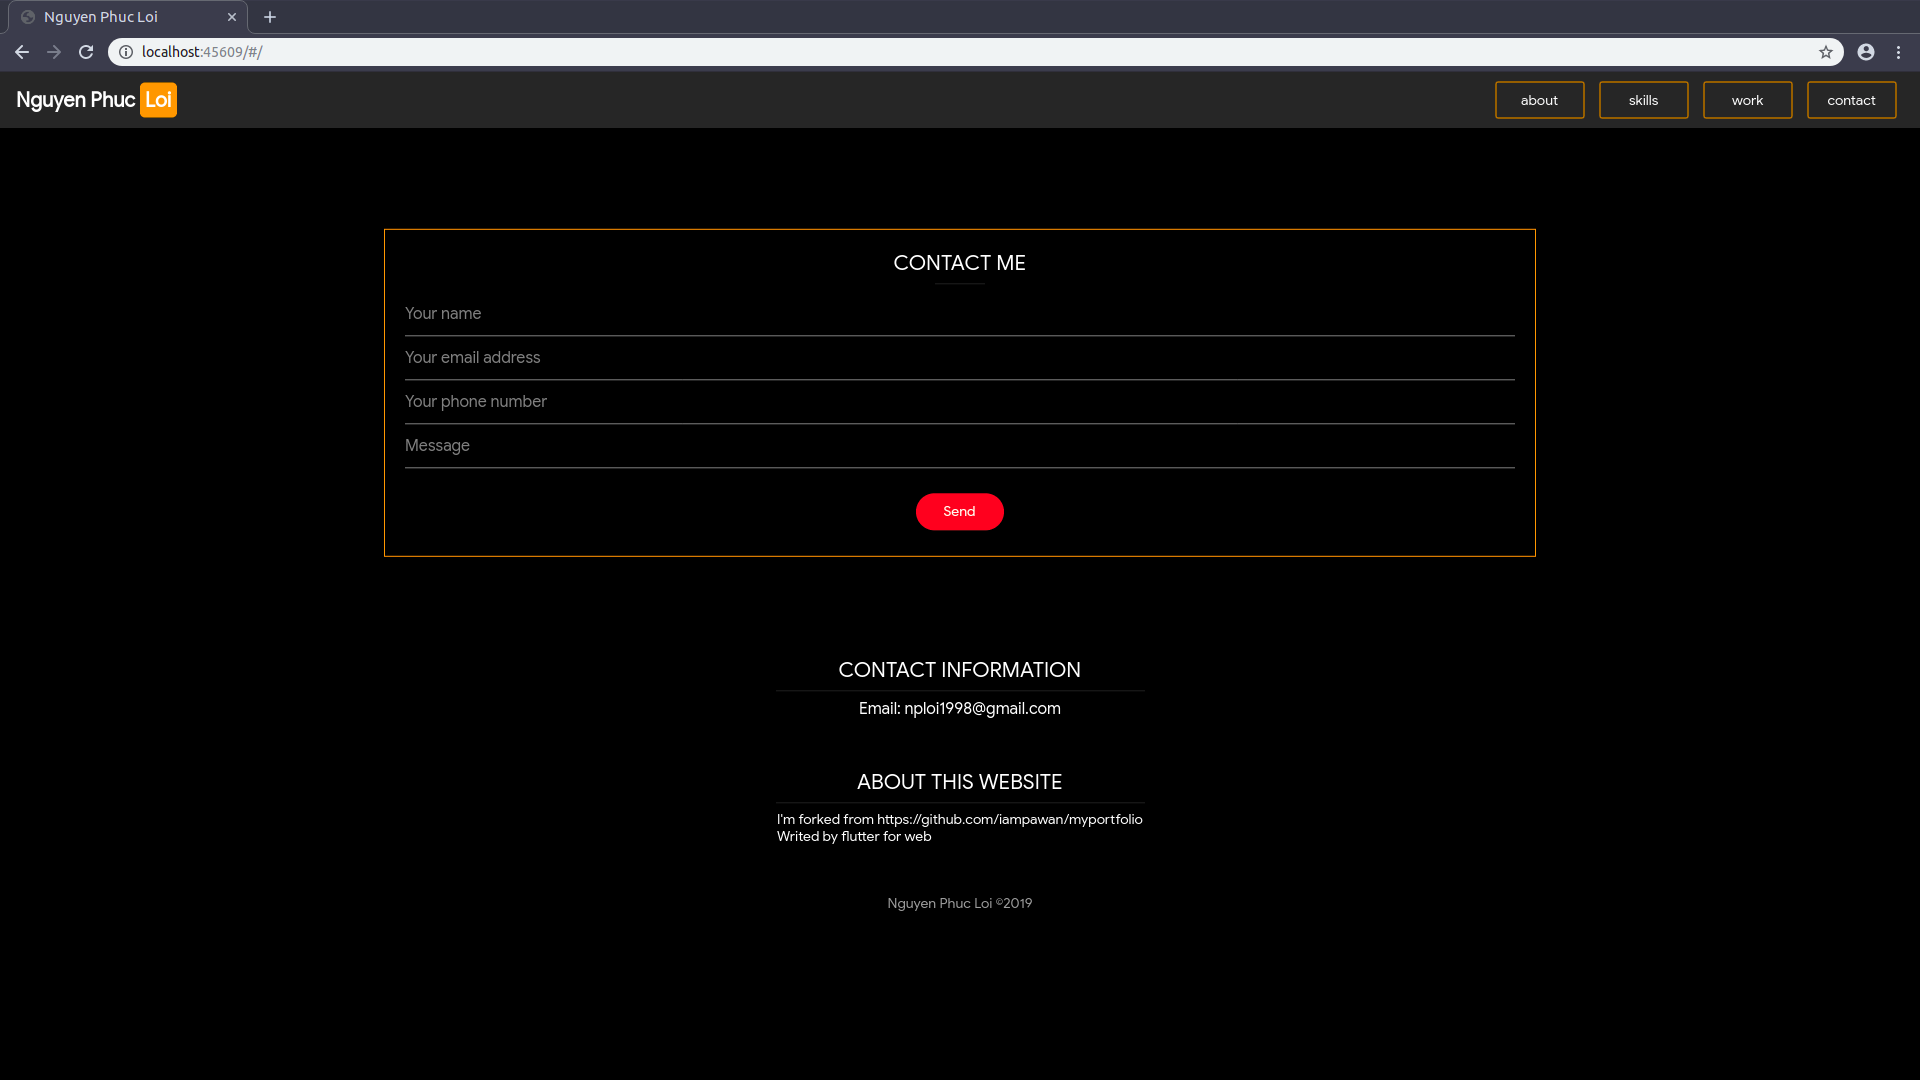 Nguyen Phuc Loi
localhost:45609/#/
Nguyen Phuc Loi
about
skills
work
contact
CONTACT ME
Your name
Your email address
Your phone number
Message
Send
CONTACT INFORMATION
Email: nploi1998@gmail.com
ABOUT THIS WEBSITE
I'm forked from https://github.com/iampawan/myportfolio
Writed by flutter for web
Nguyen Phuc Loi ©2019